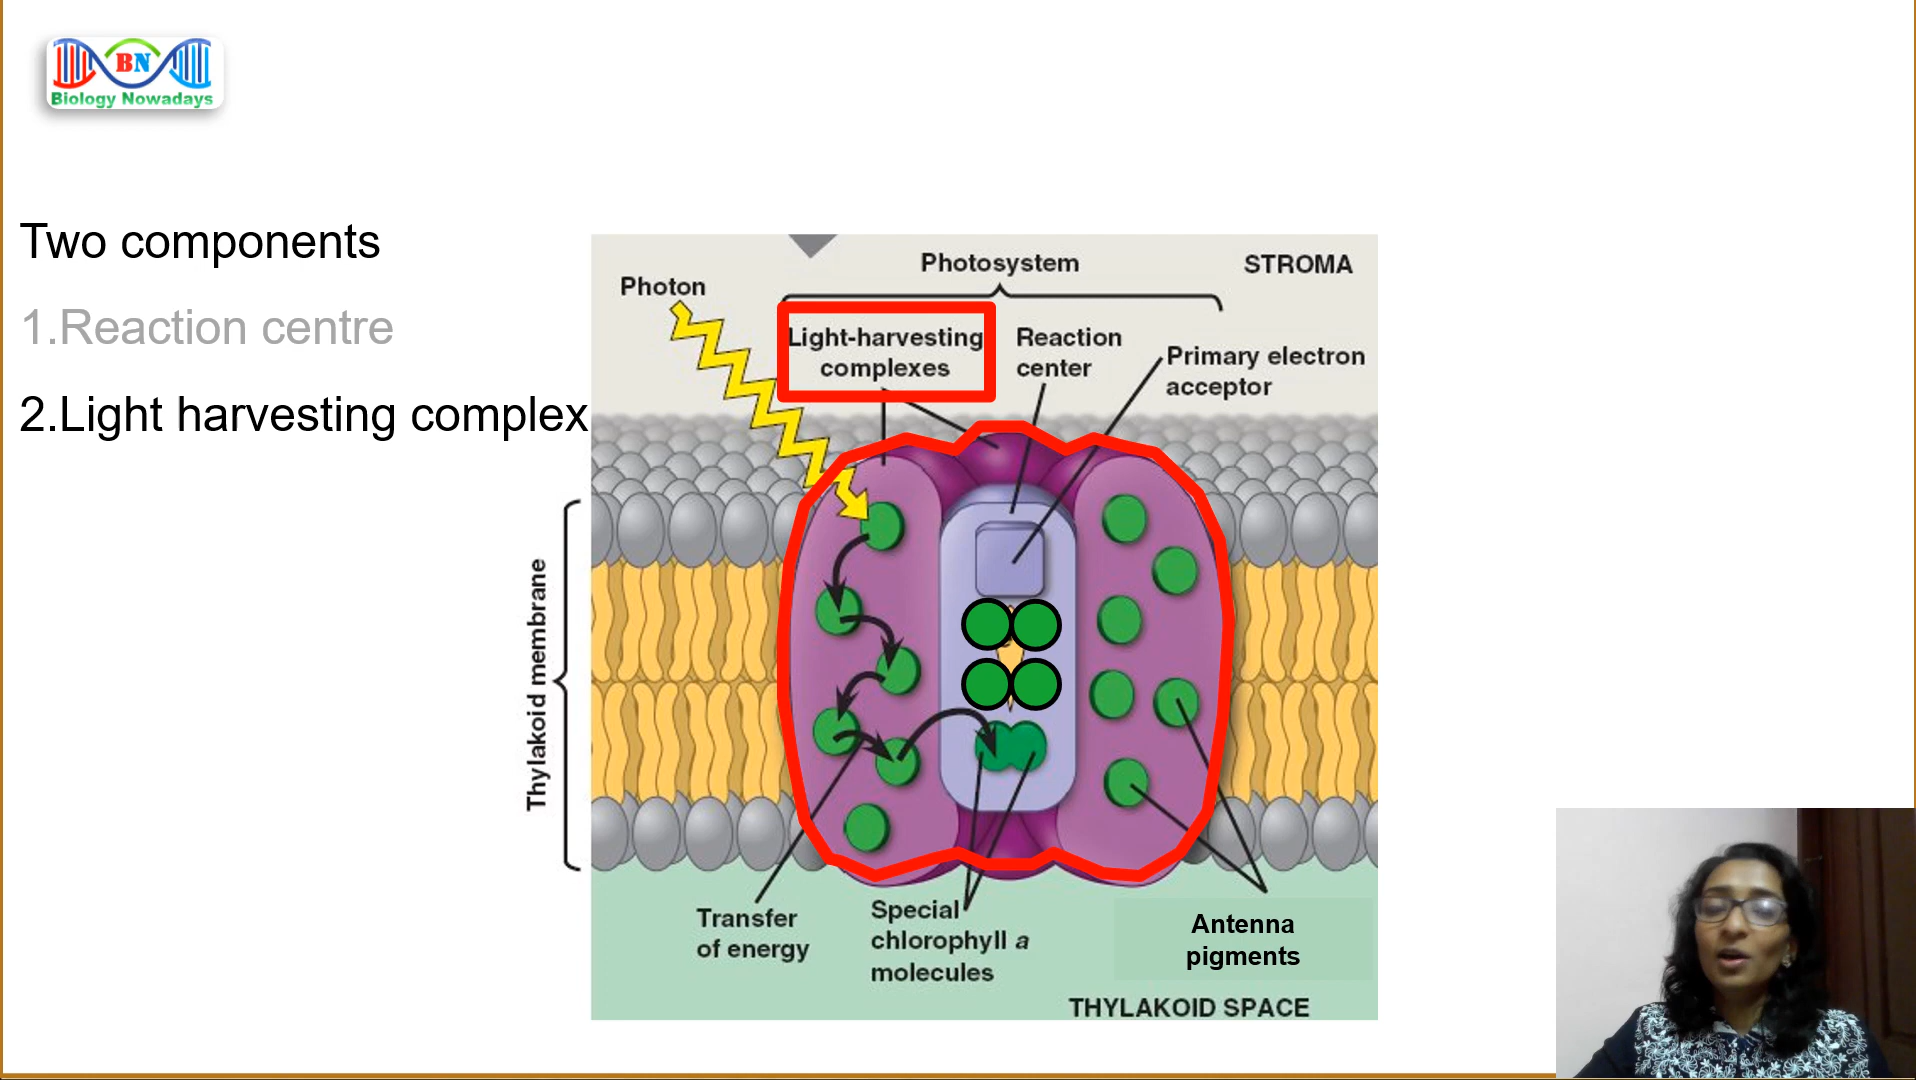 BN
Biology Nowadays
Two components
1.Reaction centre
2.Light harvesting complex
Photosystem
STROMA
Photon
Light-harvesting
complexes
Reaction
center
Primary electron
acceptor
Thylakoid membrane
Transfer
of energy
Special
chlorophyll a
molecules
Antenna
pigments
THYLAKOID SPACE